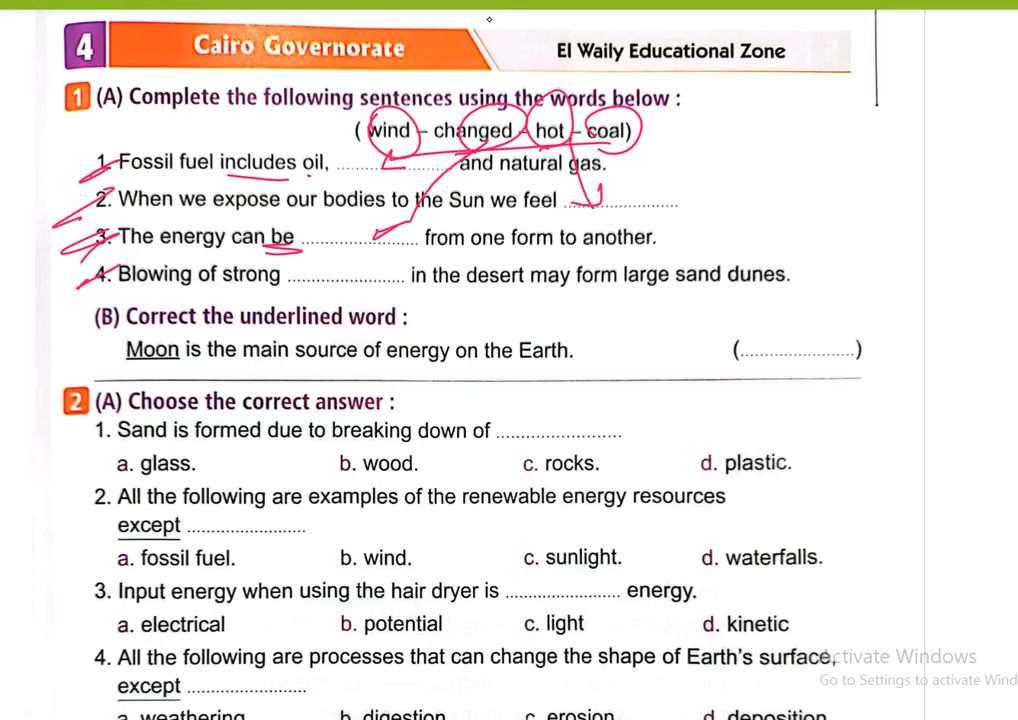 4 Cairo Governorate El Waily Educational Zone
1 (A) Complete the following sentences using the words below :
( wind – changed – hot – coal)
1. Fossil fuel includes oil, ........................ and natural gas.
2. When we expose our bodies to the Sun we feel ........................
3. The energy can be ........................ from one form to another.
4. Blowing of strong ........................ in the desert may form large sand dunes.
(B) Correct the underlined word :
Moon is the main source of energy on the Earth. (........................)
2 (A) Choose the correct answer :
1. Sand is formed due to breaking down of ........................
a. glass. b. wood. c. rocks. d. plastic.
2. All the following are examples of the renewable energy resources
except ........................
a. fossil fuel. b. wind. c. sunlight. d. waterfalls.
3. Input energy when using the hair dryer is ........................ energy.
a. electrical b. potential c. light d. kinetic
4. All the following are processes that can change the shape of Earth's surface,
except ........................
a. weathering b. digestion c. erosion d. deposition
Activate Windows
Go to Settings to activate Wind